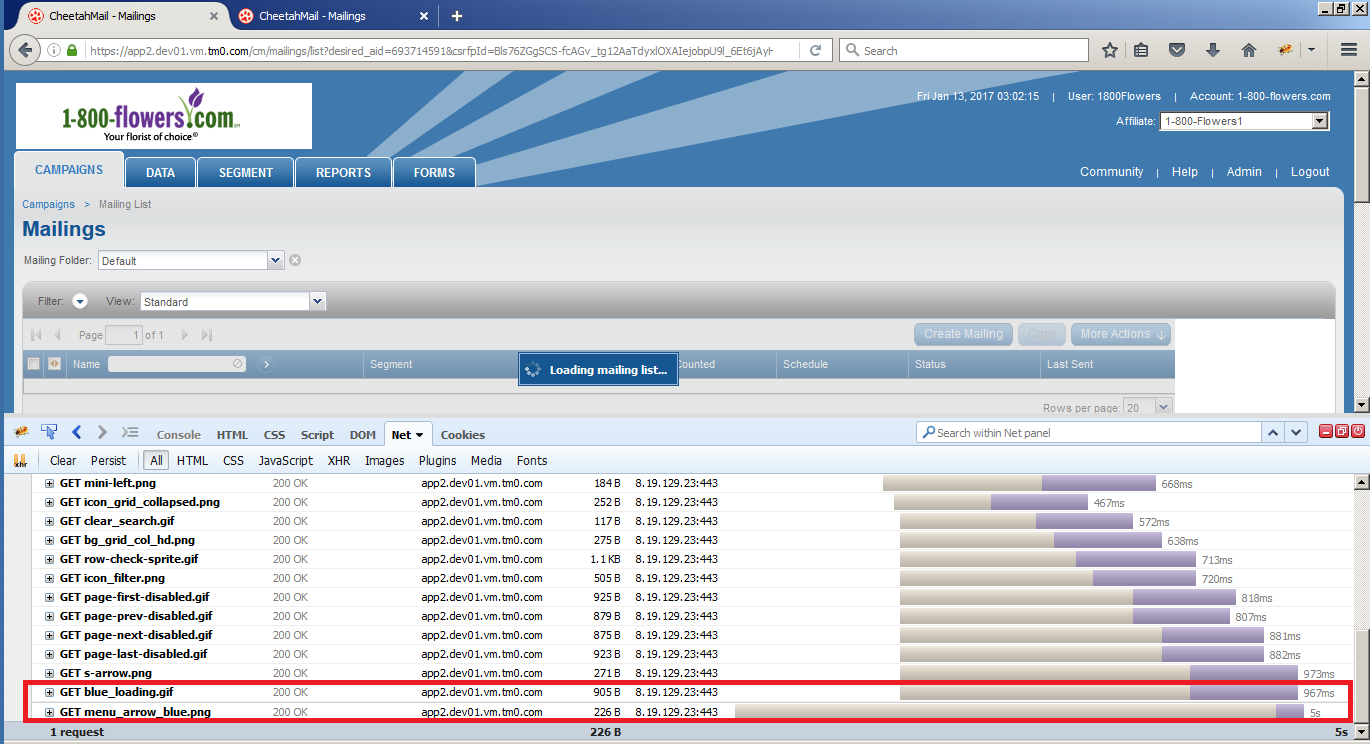 CheetahMail - Mailings
CheetahMail - Mailings
https://app2.dev01.vm.tm0.com/cm/mailings/list?desired_aid=693714591&csrfpId=
Search
1-800-flowers.com
Your florist of choice®
Fri Jan 13, 2017 03:02:15 | User: 1800Flowers | Account: 1-800-flowers.com
Affiliate: 1-800-Flowers1
CAMPAIGNS DATA SEGMENT REPORTS FORMS
Community | Help | Admin | Logout
Campaigns > Mailing List
Mailings
Mailing Folder: Default
Filter: View: Standard
Page 1 of 1
Create Mailing Copy More Actions
Name Segment Counted Schedule Status Last Sent
Loading mailing list...
Rows per page: 20
Console HTML CSS Script DOM Net Cookies
Search within Net panel
xhr Clear Persist All HTML CSS JavaScript XHR Images Plugins Media Fonts
GET mini-left.png 200 OK app2.dev01.vm.tm0.com 184 B 8.19.129.23:443 668ms
GET icon_grid_collapsed.png 200 OK app2.dev01.vm.tm0.com 252 B 8.19.129.23:443 467ms
GET clear_search.gif 200 OK app2.dev01.vm.tm0.com 117 B 8.19.129.23:443 572ms
GET bg_grid_col_hd.png 200 OK app2.dev01.vm.tm0.com 275 B 8.19.129.23:443 638ms
GET row-check-sprite.gif 200 OK app2.dev01.vm.tm0.com 1.1 KB 8.19.129.23:443 713ms
GET icon_filter.png 200 OK app2.dev01.vm.tm0.com 505 B 8.19.129.23:443 720ms
GET page-first-disabled.gif 200 OK app2.dev01.vm.tm0.com 925 B 8.19.129.23:443 818ms
GET page-prev-disabled.gif 200 OK app2.dev01.vm.tm0.com 879 B 8.19.129.23:443 807ms
GET page-next-disabled.gif 200 OK app2.dev01.vm.tm0.com 875 B 8.19.129.23:443 881ms
GET page-last-disabled.gif 200 OK app2.dev01.vm.tm0.com 923 B 8.19.129.23:443 882ms
GET s-arrow.png 200 OK app2.dev01.vm.tm0.com 271 B 8.19.129.23:443 973ms
GET blue_loading.gif 200 OK app2.dev01.vm.tm0.com 905 B 8.19.129.23:443 967ms
GET menu_arrow_blue.png 200 OK app2.dev01.vm.tm0.com 226 B 8.19.129.23:443 5s
1 request 226 B 5s